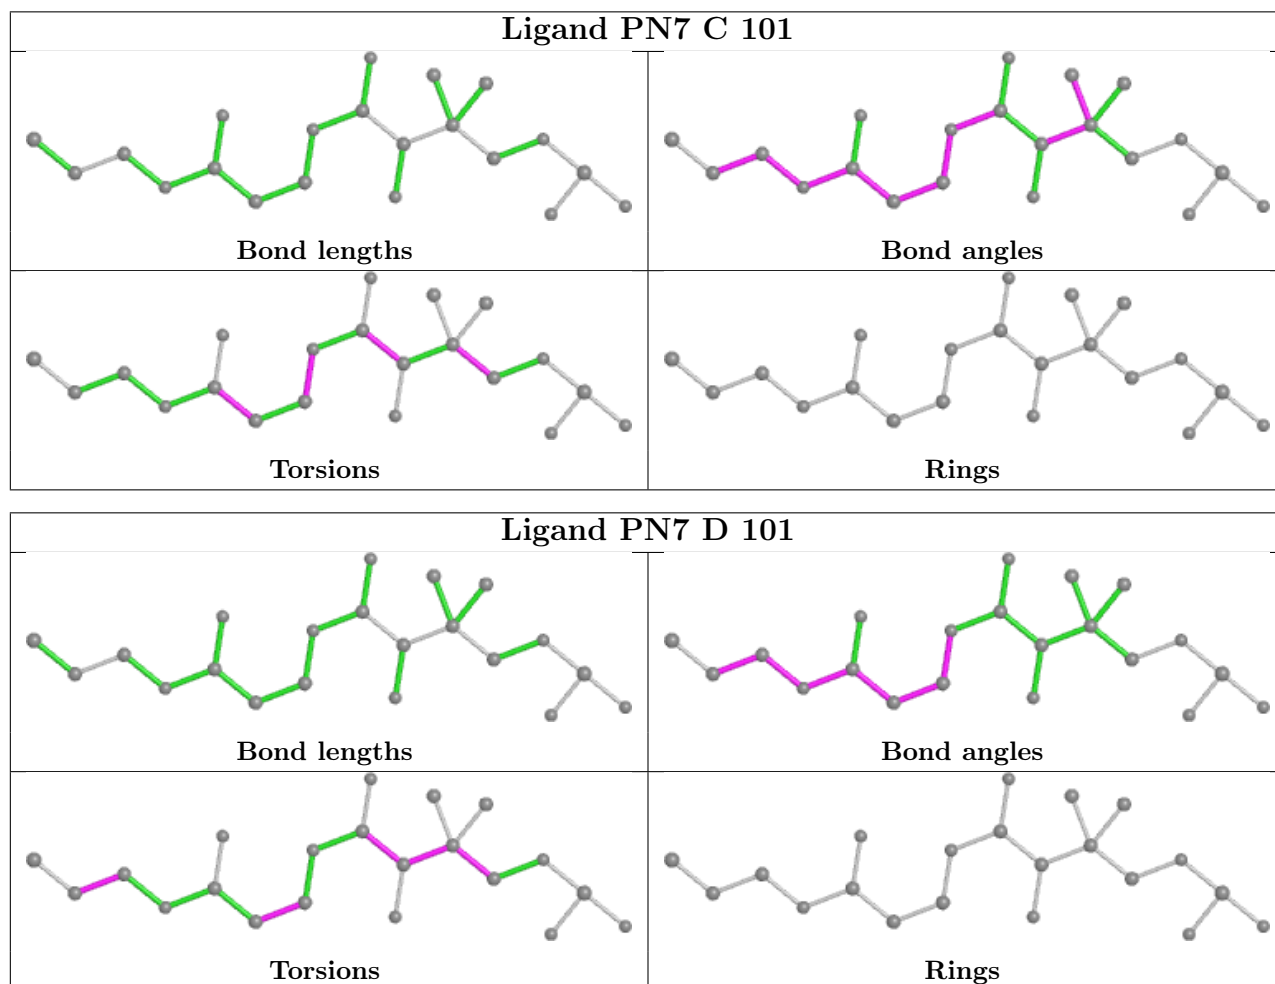 Ligand PN7 C 101
Bond lengths
Bond angles
Torsions
Rings
Ligand PN7 D 101
Bond lengths
Bond angles
Torsions
Rings